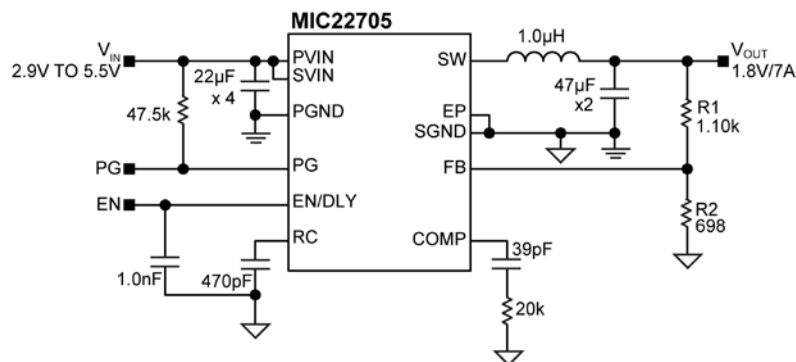 MIC22705
V_IN
2.9V TO 5.5V
22µF
x 4
47.5k
PG
EN
1.0nF
470pF
PVIN
SVIN
PGND
PG
EN/DLY
RC
SW
EP
SGND
FB
COMP
1.0µH
47µF
x2
V_OUT
1.8V/7A
R1
1.10k
R2
698
39pF
20k